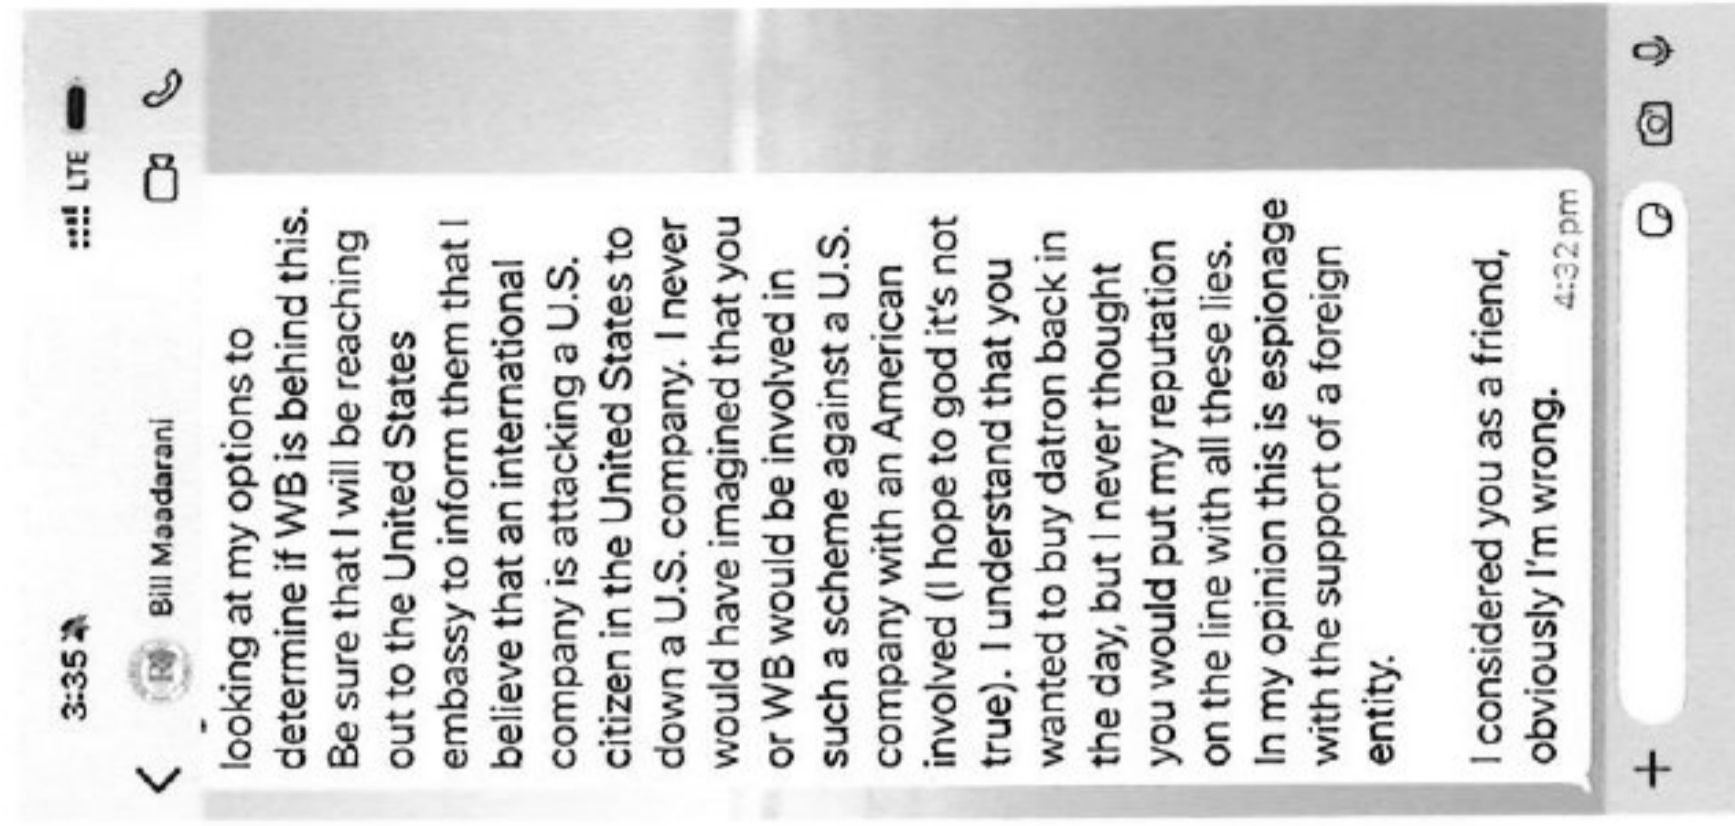 3:35
LTE
Bill Maadarani
looking at my options to
determine if WB is behind this.
Be sure that I will be reaching
out to the United States
embassy to inform them that I
believe that an international
company is attacking a U.S.
citizen in the United States to
down a U.S. company. I never
would have imagined that you
or WB would be involved in
such a scheme against a U.S.
company with an American
involved (I hope to god it's not
true). I understand that you
wanted to buy datron back in
the day, but I never thought
you would put my reputation
on the line with all these lies.
In my opinion this is espionage
with the support of a foreign
entity.
I considered you as a friend,
obviously I'm wrong.
4:32 pm